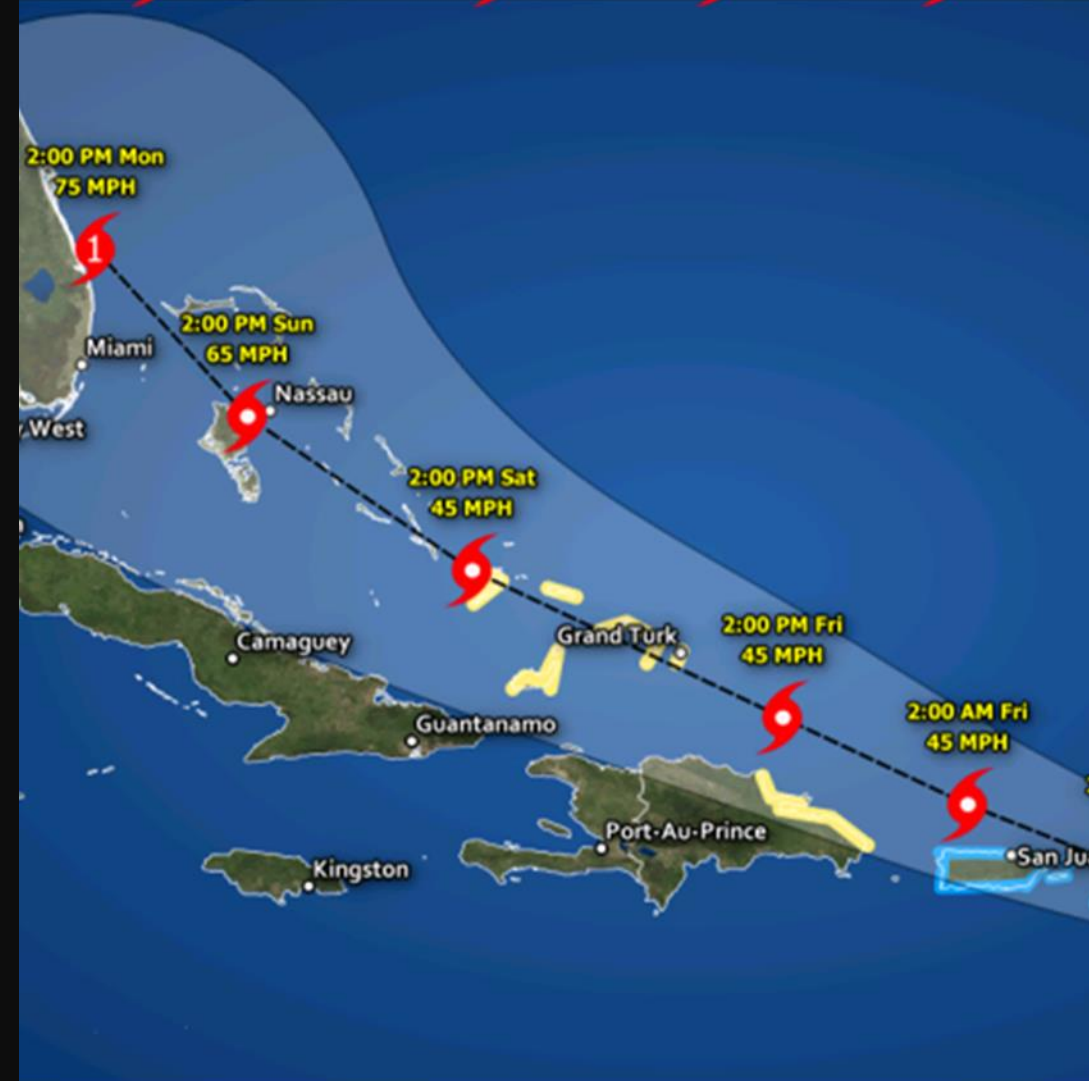 2:00 PM Mon
75 MPH
1
2:00 PM Sun
65 MPH
Miami
Nassau
West
2:00 PM Sat
45 MPH
Grand Turk
2:00 PM Fri
45 MPH
Camaguey
2:00 AM Fri
45 MPH
Guantanamo
Port-Au-Prince
San Ju
Kingston